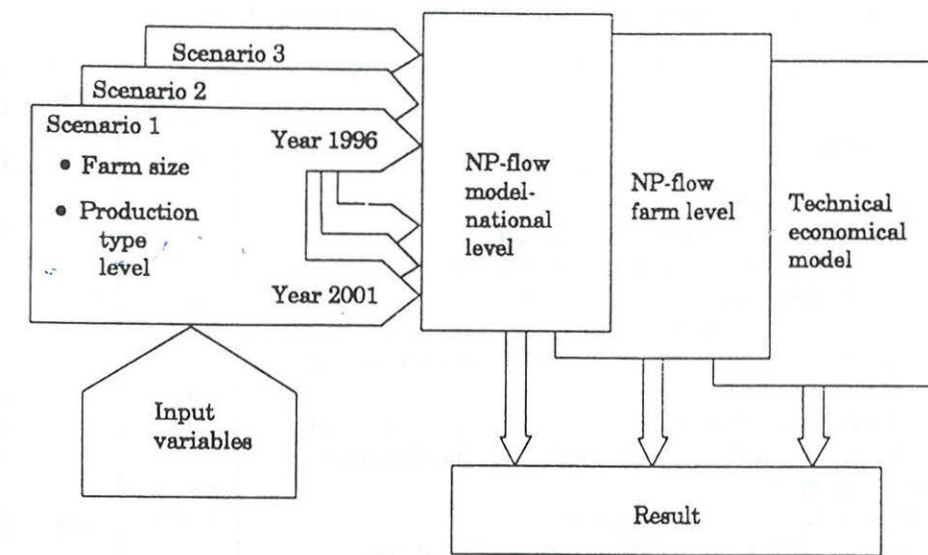 Scenario 3
Scenario 2
Scenario 1
Year 1996
• Farm size
• Production
type
level
Year 2001
Input
variables
NP-flow
model-
national
level
NP-flow
farm level
Technical
economical
model
Result